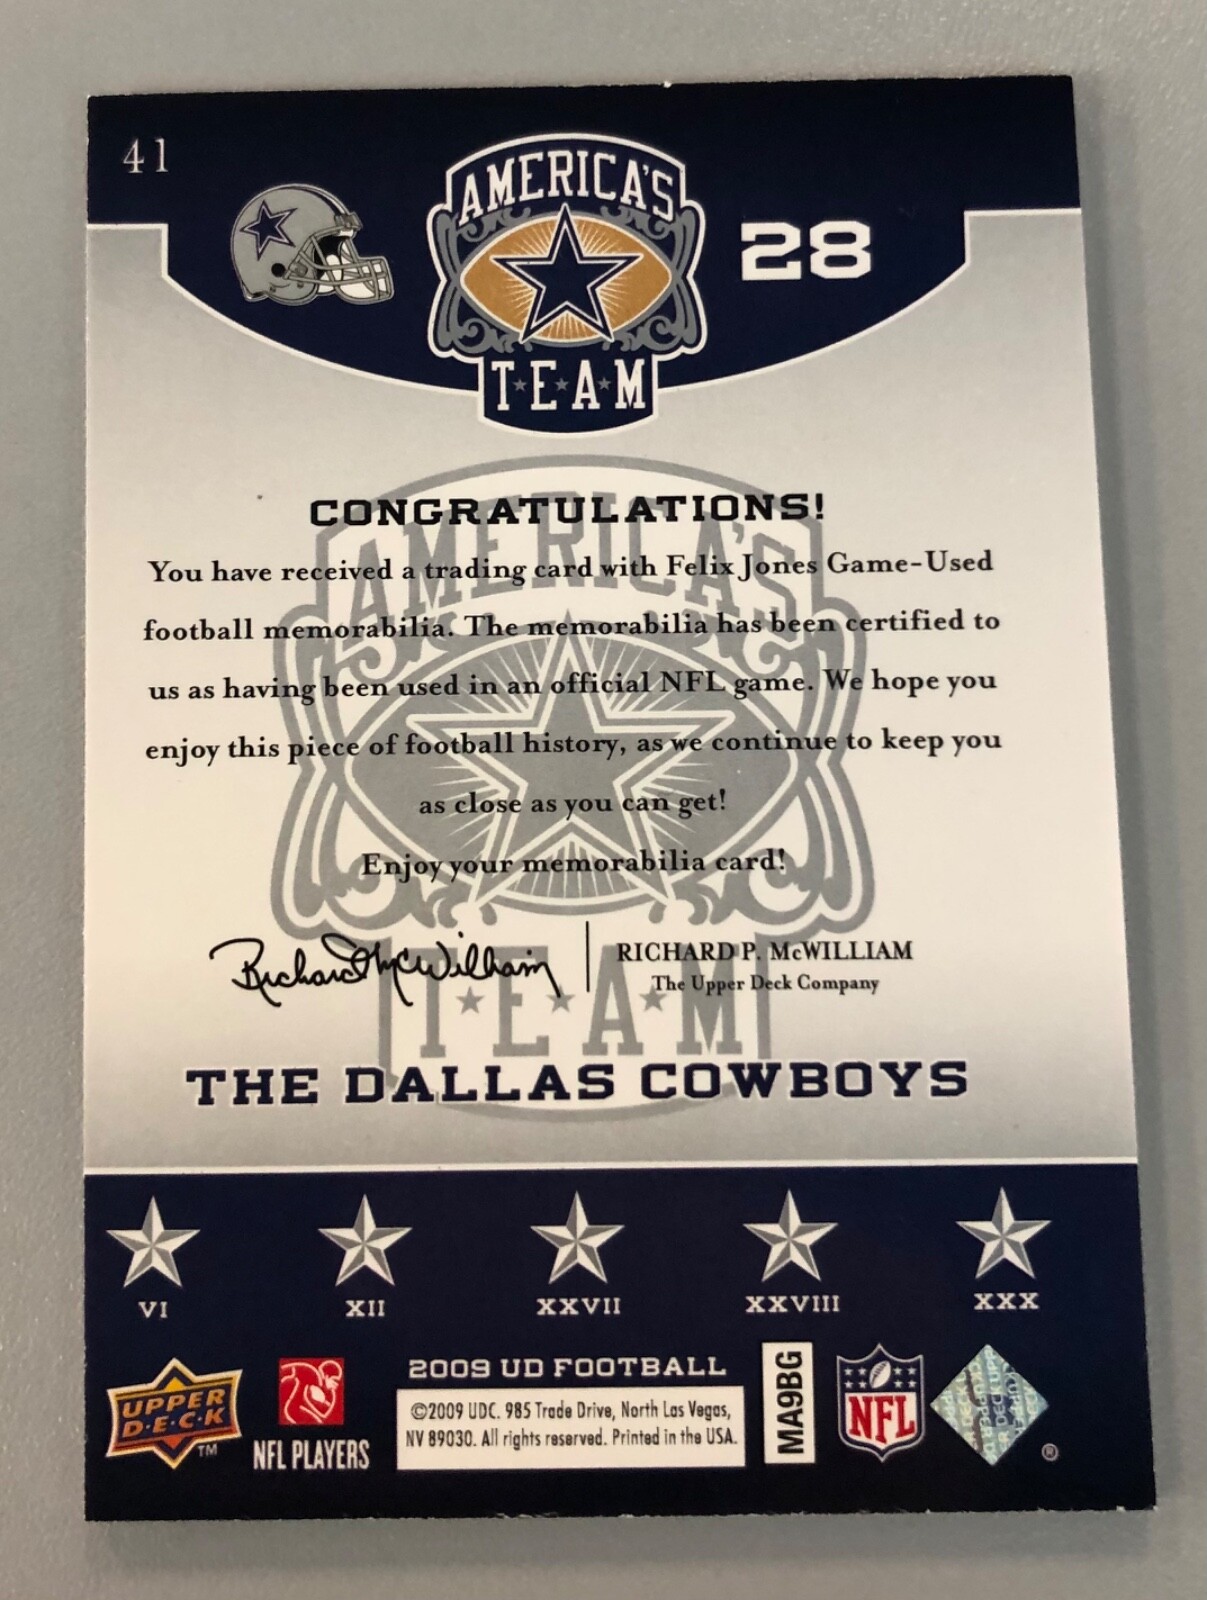 41
AMERICA'S
28
T★E★A★M
CONGRATULATIONS!
You have received a trading card with Felix Jones Game-Used
football memorabilia. The memorabilia has been certified to
us as having been used in an official NFL game. We hope you
enjoy this piece of football history, as we continue to keep you
as close as you can get!
Enjoy your memorabilia card!
Richard McWilliam
RICHARD P. McWILLIAM
The Upper Deck Company
AMERICA'S
T★E★A★M
THE DALLAS COWBOYS
VI XII XXVII XXVIII XXX
UPPER
D·E·C·K
TM
NFL PLAYERS
2009 UD FOOTBALL
©2009 UDC. 985 Trade Drive, North Las Vegas,
NV 89030. All rights reserved. Printed in the USA.
MA9BG
NFL
®